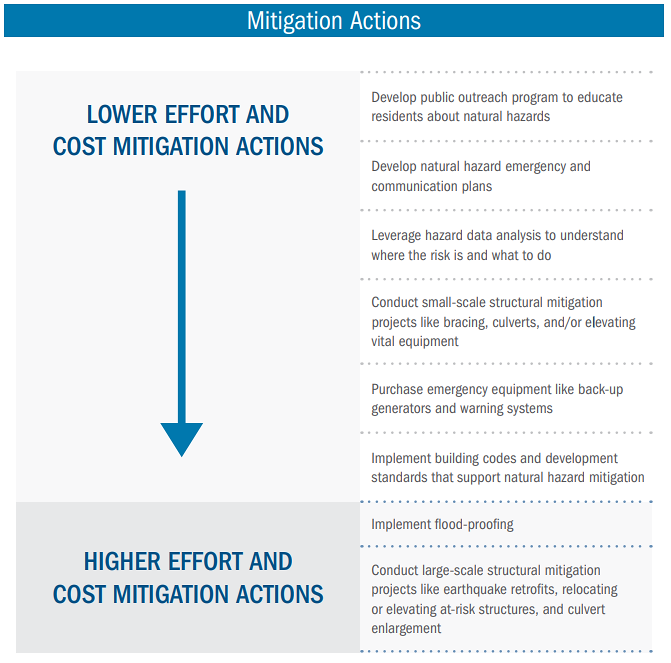 Mitigation Actions
LOWER EFFORT AND
COST MITIGATION ACTIONS
Develop public outreach program to educate
residents about natural hazards
Develop natural hazard emergency and
communication plans
Leverage hazard data analysis to understand
where the risk is and what to do
Conduct small-scale structural mitigation
projects like bracing, culverts, and/or elevating
vital equipment
Purchase emergency equipment like back-up
generators and warning systems
Implement building codes and development
standards that support natural hazard mitigation
HIGHER EFFORT AND
COST MITIGATION ACTIONS
Implement flood-proofing
Conduct large-scale structural mitigation
projects like earthquake retrofits, relocating
or elevating at-risk structures, and culvert
enlargement